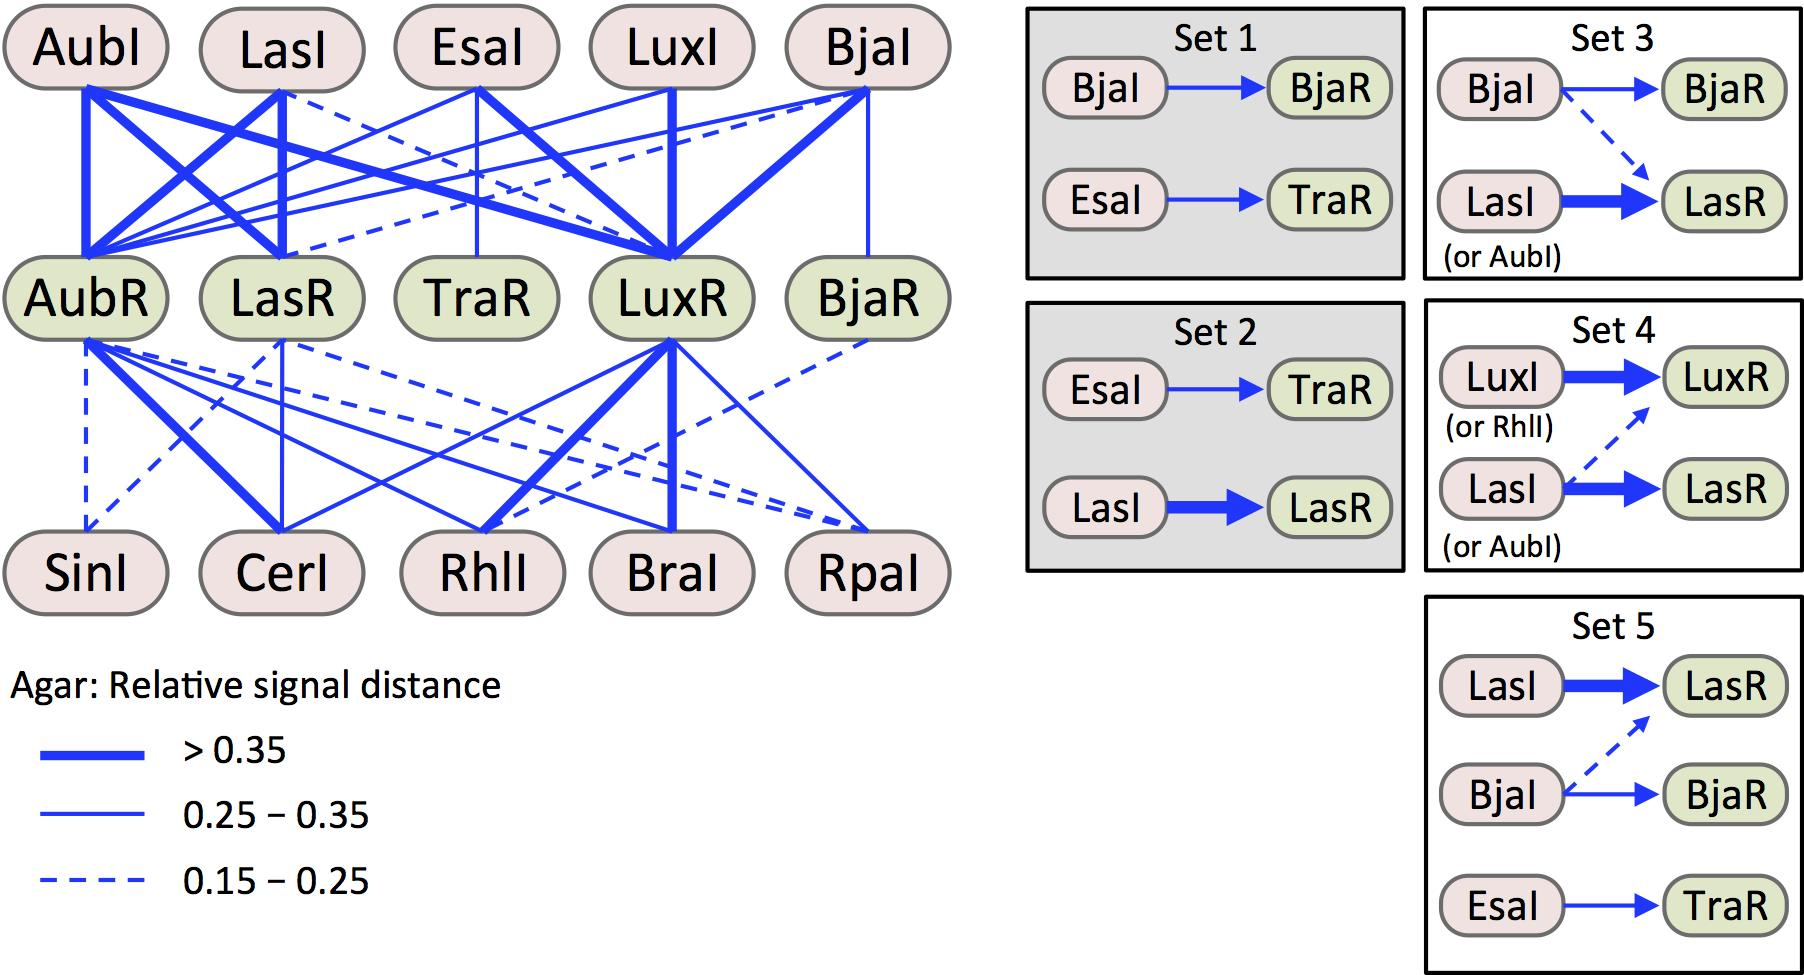 AubI LasI EsaI LuxI BjaI
AubR LasR TraR LuxR BjaR
SinI CerI RhlI BraI RpaI
Agar: Relative signal distance
> 0.35
0.25 – 0.35
0.15 – 0.25
Set 1
BjaI BjaR
EsaI TraR
Set 2
EsaI TraR
LasI LasR
Set 3
BjaI BjaR
LasI LasR
(or AubI)
Set 4
LuxI LuxR
(or RhlI)
LasI LasR
(or AubI)
Set 5
LasI LasR
BjaI BjaR
EsaI TraR